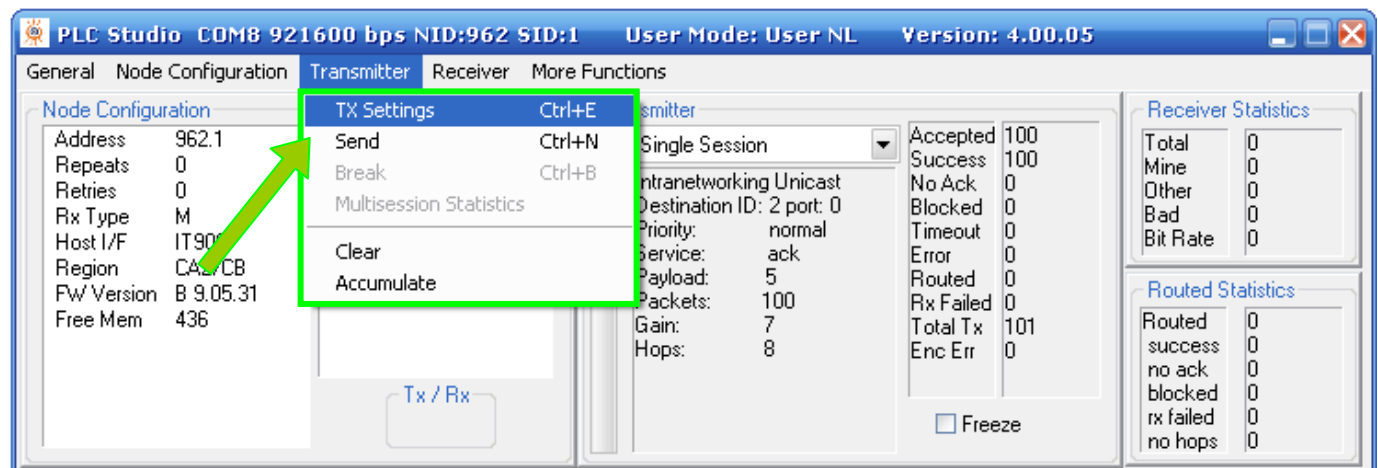 PLC Studio COM8 921600 bps NID:962 SID:1 User Mode: User NL Version: 4.00.05
General Node Configuration Transmitter Receiver More Functions
Node Configuration
Address 962.1
Repeats 0
Retries 0
Rx Type M
Host I/F
Region
FW Version B 9.05.31
Free Mem 436
TX Settings Ctrl+E
Send Ctrl+N
Break Ctrl+B
Multisession Statistics
Clear
Accumulate
Tx / Rx
Single Session
Unicast
ID: 2 port: 0
normal
ack
Payload: 5
Packets: 100
Gain: 7
Hops: 8
Accepted 100
Success 100
No Ack 0
Blocked 0
Timeout 0
Error 0
Routed 0
Rx Failed 0
Total Tx 101
Enc Err 0
Freeze
Receiver Statistics
Total 0
Mine 0
Other 0
Bad 0
Bit Rate 0
Routed Statistics
Routed 0
success 0
no ack 0
blocked 0
rx failed 0
no hops 0